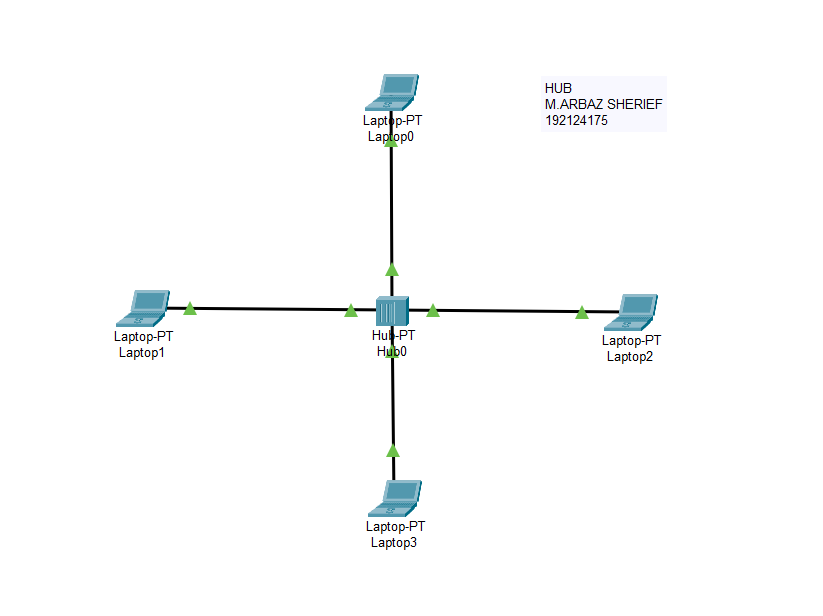 HUB
M.ARBAZ SHERIEF
192124175
Laptop-PT
Laptop0
Laptop-PT
Laptop1
Hub-PT
Hub0
Laptop-PT
Laptop2
Laptop-PT
Laptop3